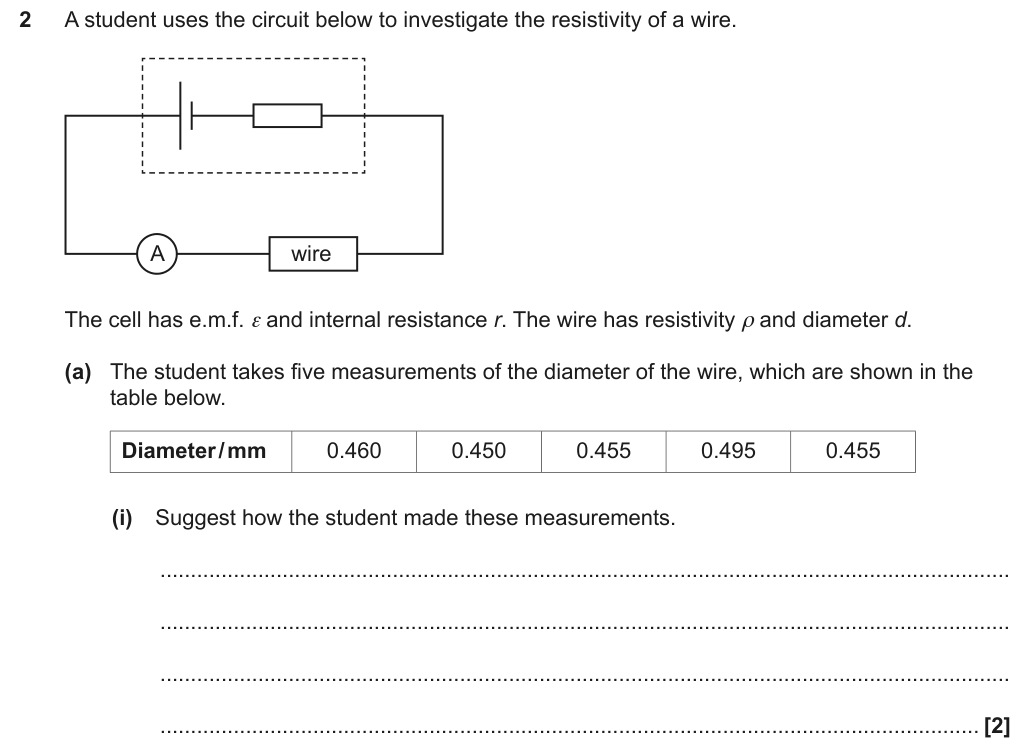 2 A student uses the circuit below to investigate the resistivity of a wire.
A
wire
The cell has e.m.f. ε and internal resistance r. The wire has resistivity ρ and diameter d.
(a) The student takes five measurements of the diameter of the wire, which are shown in the
table below.
Diameter/mm 0.460 0.450 0.455 0.495 0.455
(i) Suggest how the student made these measurements.
..........................................................................................................................................
..........................................................................................................................................
..........................................................................................................................................
..................................................................................................................................... [2]